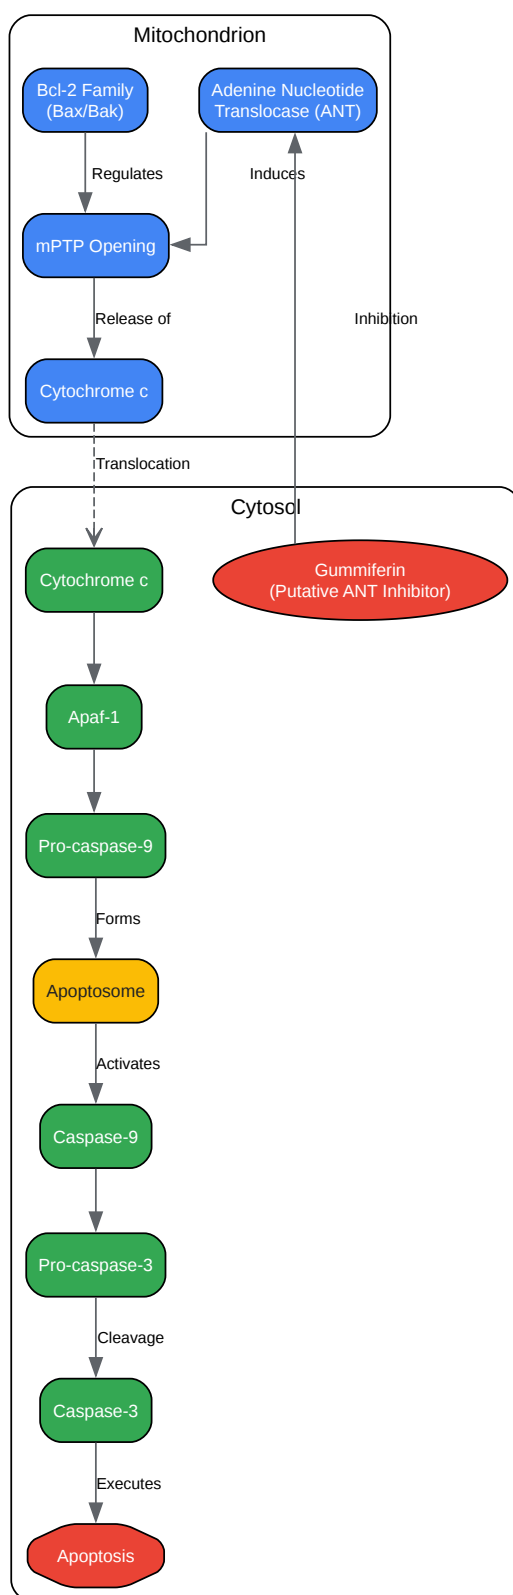 Mitochondrion
Bcl-2 Family
(Bax/Bak)
Adenine Nucleotide
Translocase (ANT)
Regulates
Induces
mPTP Opening
Release of
Inhibition
Cytochrome c
Translocation
Cytosol
Cytochrome c
Gummiferin
(Putative ANT Inhibitor)
Apaf-1
Pro-caspase-9
Forms
Apoptosome
Activates
Caspase-9
Pro-caspase-3
Cleavage
Caspase-3
Executes
Apoptosis